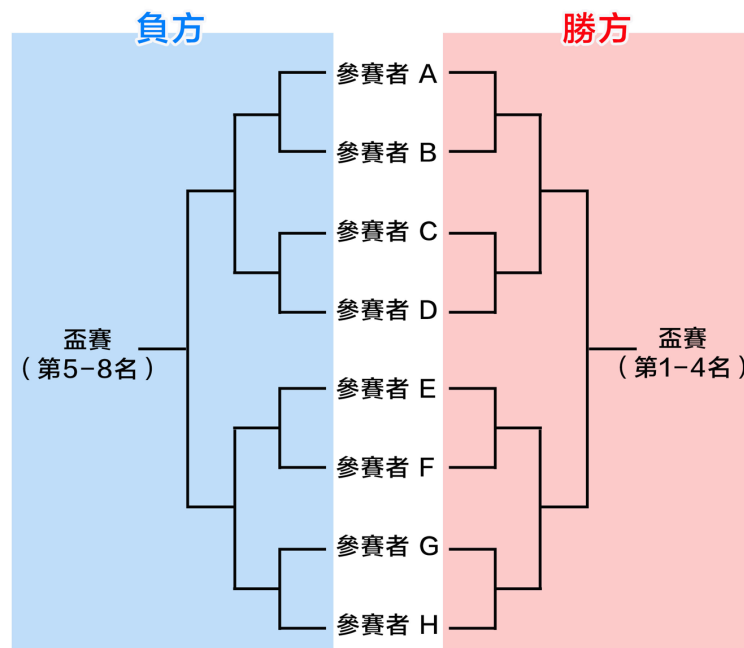 負方
勝方
參賽者 A
參賽者 B
參賽者 C
參賽者 D
盃賽
（第5-8名）
盃賽
（第1-4名）
參賽者 E
參賽者 F
參賽者 G
參賽者 H